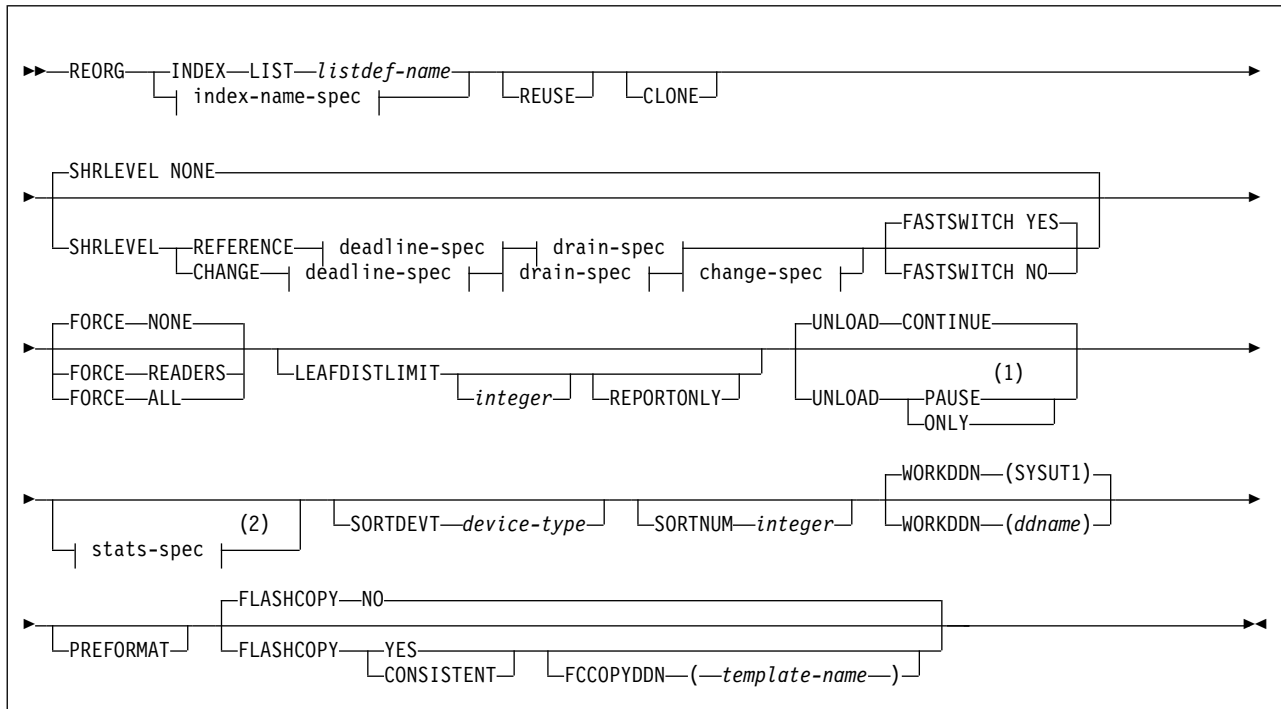 REORG INDEX LIST listdef-name
index-name-spec REUSE CLONE
SHRLEVEL NONE
SHRLEVEL REFERENCE deadline-spec drain-spec FASTSWITCH YES
CHANGE deadline-spec drain-spec change-spec FASTSWITCH NO
FORCE NONE UNLOAD CONTINUE
FORCE READERS LEAFDISTLIMIT (1)
FORCE ALL integer REPORTONLY UNLOAD PAUSE
ONLY
WORKDDN (SYSUT1)
(2) SORTDEVT device-type SORTNUM integer WORKDDN (ddname)
stats-spec
FLASHCOPY NO
PREFORMAT FLASHCOPY YES
CONSISTENT FCCOPYDDN ( template-name )